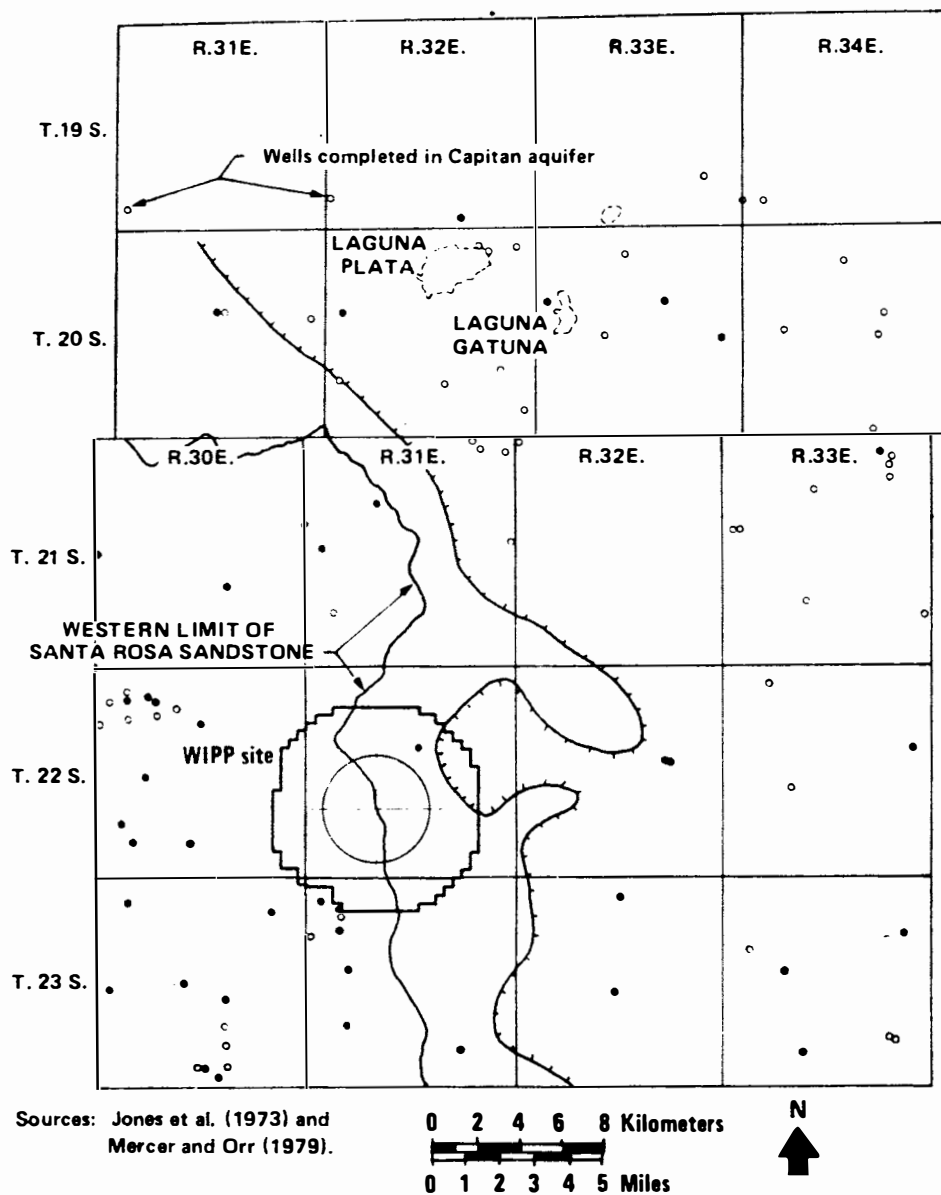 R.31E. R.32E. R.33E. R.34E.
T.19 S.
Wells completed in Capitan aquifer
LAGUNA
PLATA
LAGUNA
GATUNA
T. 20 S.
R.30E. R.31E. R.32E. R.33E.
T. 21 S.
WESTERN LIMIT OF
SANTA ROSA SANDSTONE
WIPP site
T. 22 S.
T. 23 S.
Sources: Jones et al. (1973) and
Mercer and Orr (1979).
0 2 4 6 8 Kilometers
0 1 2 3 4 5 Miles
N